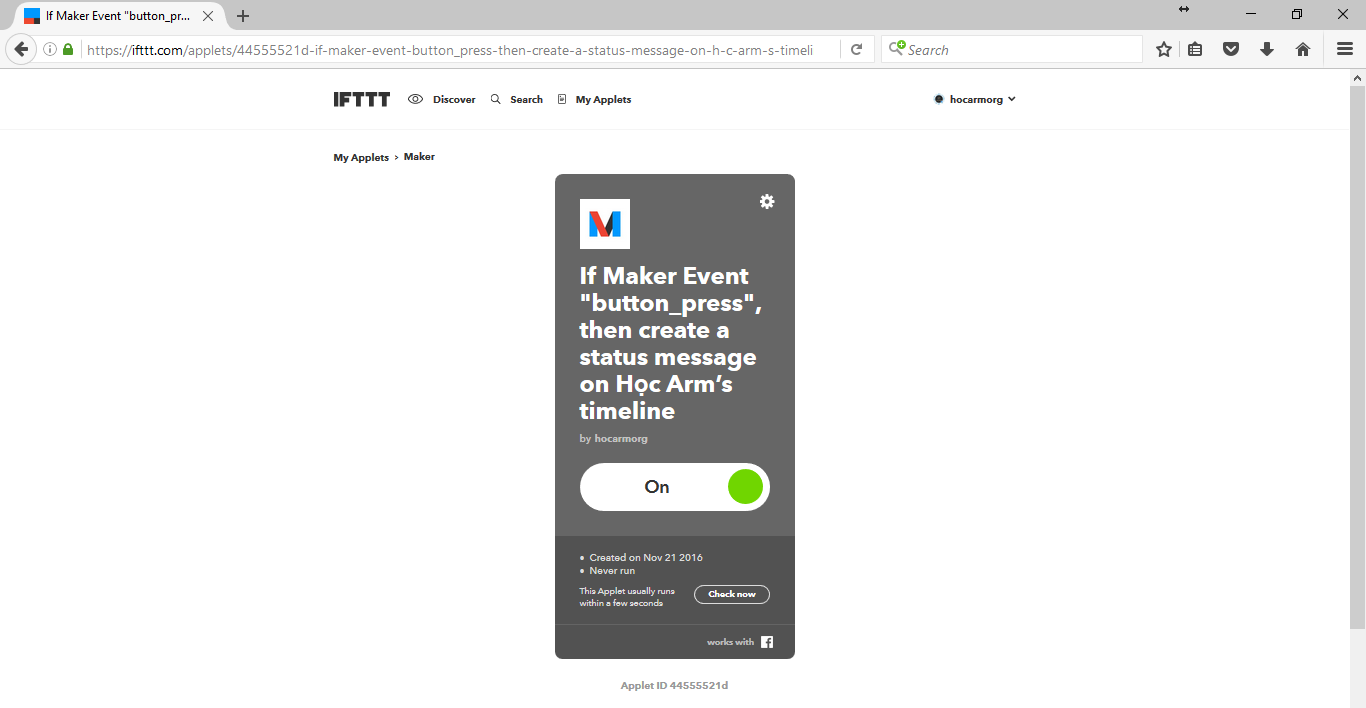 If Maker Event "button_pr...
https://ifttt.com/applets/44555521d-if-maker-event-button_press-then-create-a-status-message-on-h-c-arm-s-timeli
Search
IFTTT Discover Search My Applets hocarmorg
My Applets › Maker
M
If Maker Event
"button_press",
then create a
status message
on Học Arm’s
timeline
by hocarmorg
On
• Created on Nov 21 2016
• Never run
This Applet usually runs
within a few seconds
Check now
works with f
Applet ID 44555521d